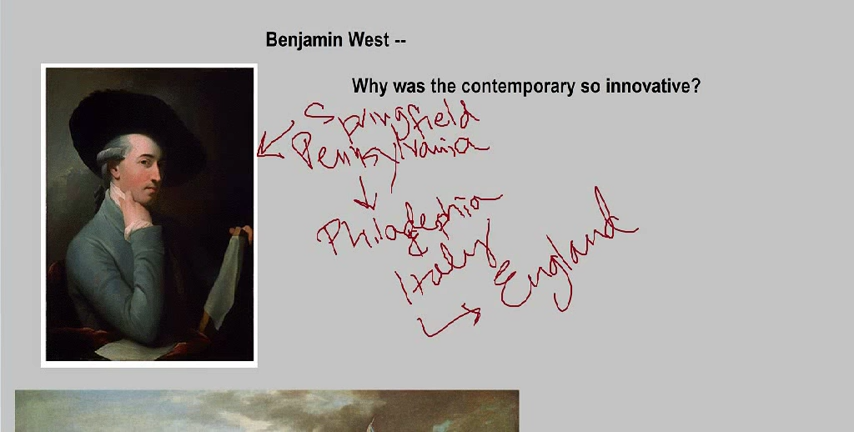 Benjamin West --
Why was the contemporary so innovative?
Springfield
Pennsylvania
Philadephia
Italy
England